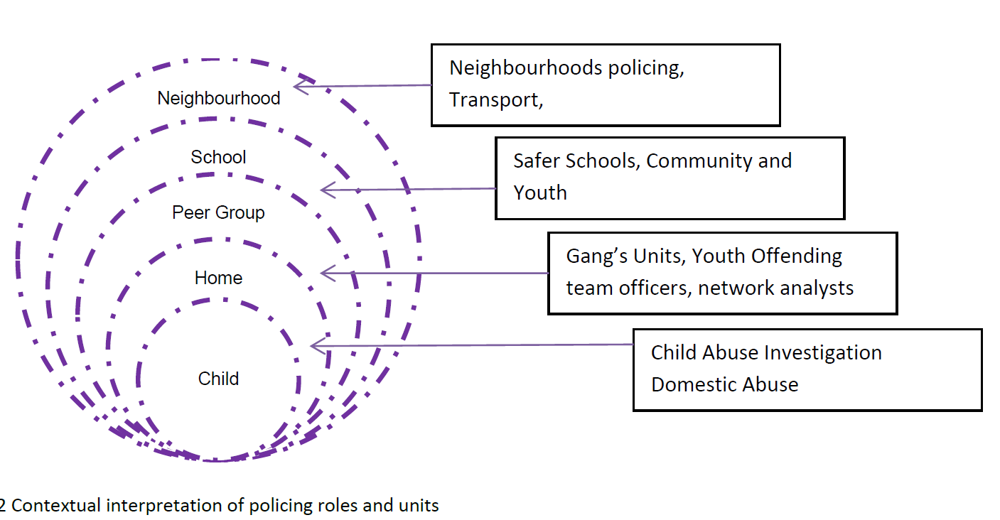 Neighbourhood
School
Peer Group
Home
Child
Neighbourhoods policing,
Transport,
Safer Schools, Community and
Youth
Gang’s Units, Youth Offending
team officers, network analysts
Child Abuse Investigation
Domestic Abuse
2 Contextual interpretation of policing roles and units